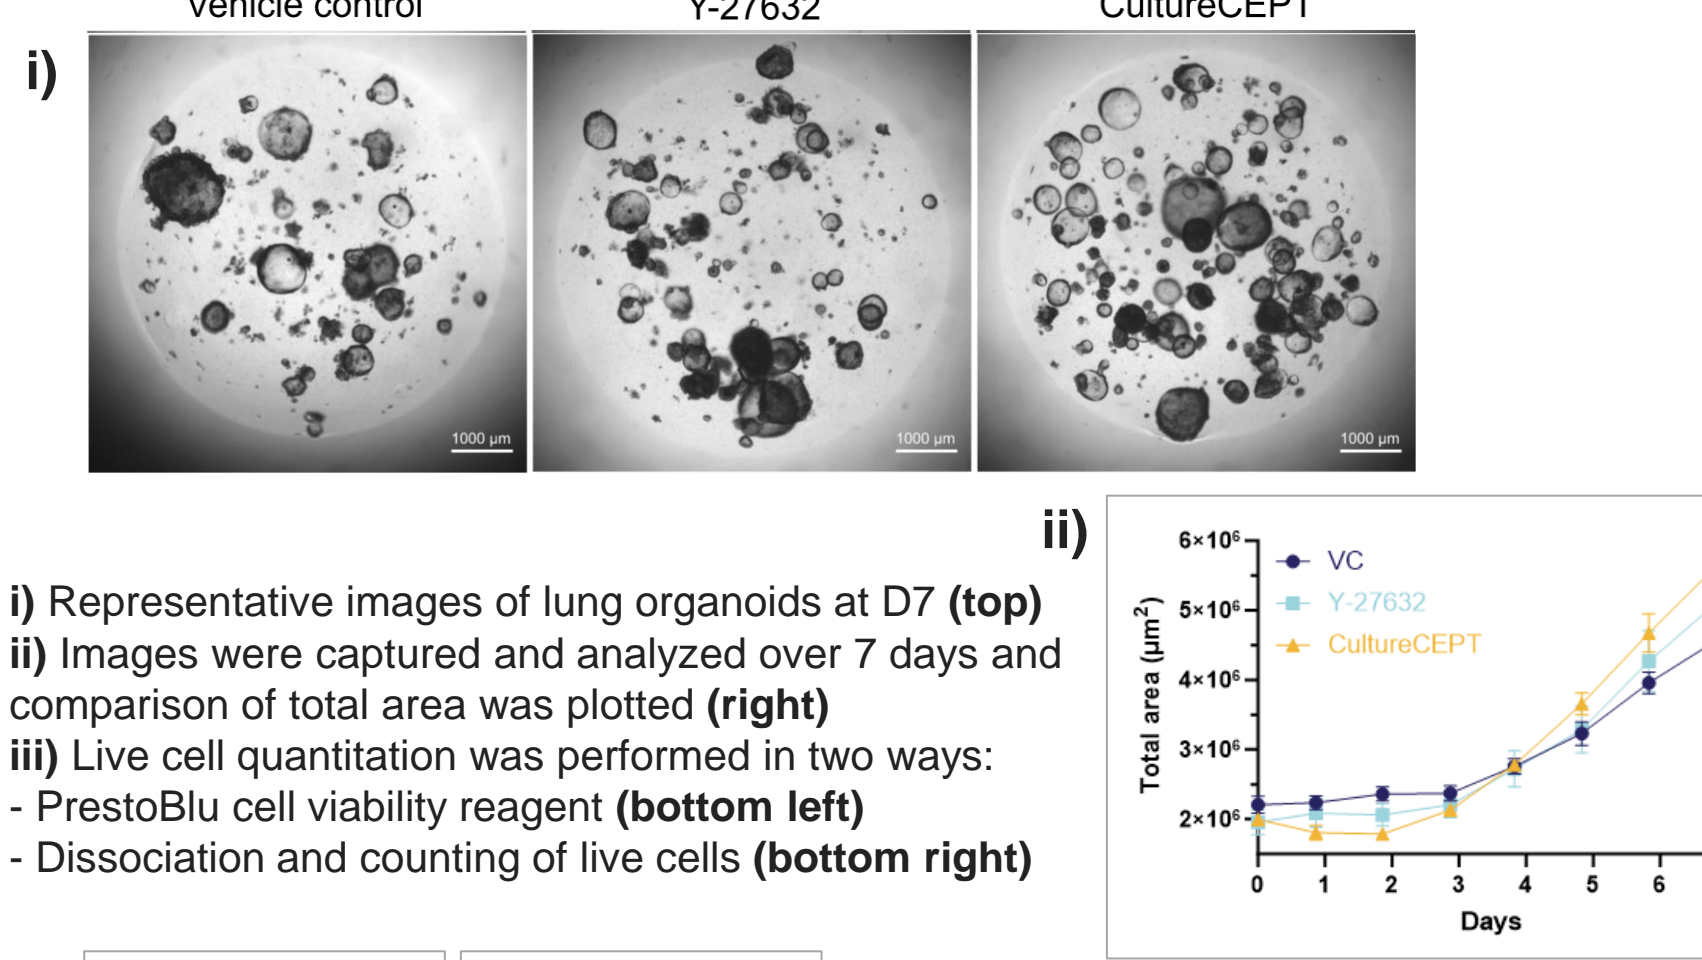 Vehicle control
Y-27632
CultureCEPT
i)
1000 µm
1000 µm
1000 µm
ii)
6×10⁶
5×10⁶
4×10⁶
3×10⁶
2×10⁶
Total area (µm²)
VC
Y-27632
CultureCEPT
0 1 2 3 4 5 6
Days
i) Representative images of lung organoids at D7 (top)
ii) Images were captured and analyzed over 7 days and
comparison of total area was plotted (right)
iii) Live cell quantitation was performed in two ways:
- PrestoBlu cell viability reagent (bottom left)
- Dissociation and counting of live cells (bottom right)